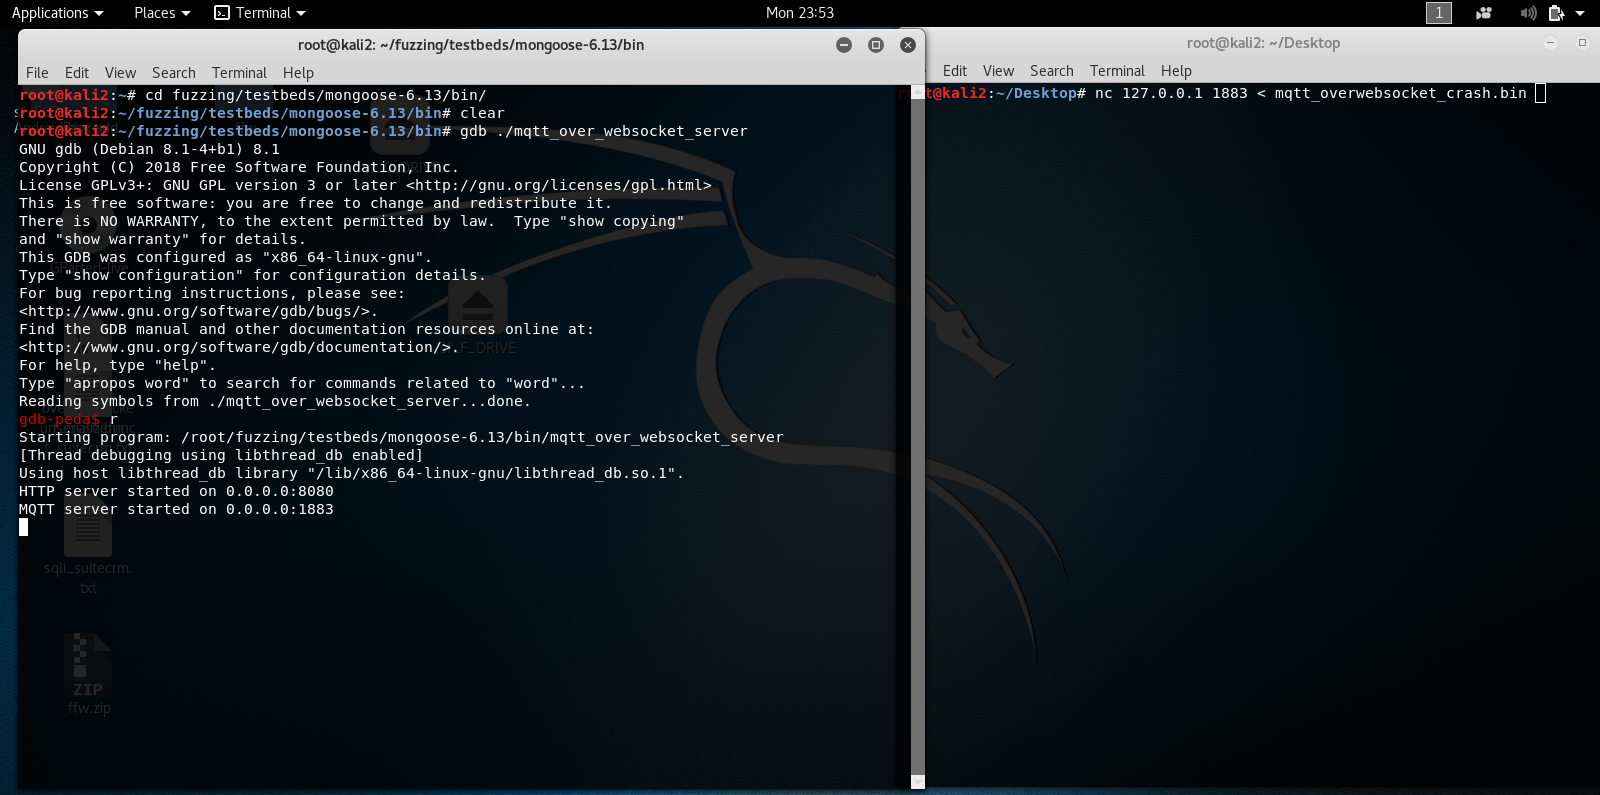 Applications Places Terminal Mon 23:53 1
root@kali2: ~/fuzzing/testbeds/mongoose-6.13/bin
File Edit View Search Terminal Help
root@kali2:~# cd fuzzing/testbeds/mongoose-6.13/bin/
root@kali2:~/fuzzing/testbeds/mongoose-6.13/bin# clear
root@kali2:~/fuzzing/testbeds/mongoose-6.13/bin# gdb ./mqtt_over_websocket_server
GNU gdb (Debian 8.1-4+b1) 8.1
Copyright (C) 2018 Free Software Foundation, Inc.
License GPLv3+: GNU GPL version 3 or later <http://gnu.org/licenses/gpl.html>
This is free software: you are free to change and redistribute it.
There is NO WARRANTY, to the extent permitted by law.  Type "show copying"
and "show warranty" for details.
This GDB was configured as "x86_64-linux-gnu".
Type "show configuration" for configuration details.
For bug reporting instructions, please see:
<http://www.gnu.org/software/gdb/bugs/>.
Find the GDB manual and other documentation resources online at:
<http://www.gnu.org/software/gdb/documentation/>.
For help, type "help".
Type "apropos word" to search for commands related to "word"...
Reading symbols from ./mqtt_over_websocket_server...done.
gdb-peda$ r
Starting program: /root/fuzzing/testbeds/mongoose-6.13/bin/mqtt_over_websocket_server
[Thread debugging using libthread_db enabled]
Using host libthread_db library "/lib/x86_64-linux-gnu/libthread_db.so.1".
HTTP server started on 0.0.0.0:8080
MQTT server started on 0.0.0.0:1883
sqli_suitecrm.
txt
ZIP
ffw.zip
root@kali2: ~/Desktop
Edit View Search Terminal Help
root@kali2:~/Desktop# nc 127.0.0.1 1883 < mqtt_overwebsocket_crash.bin